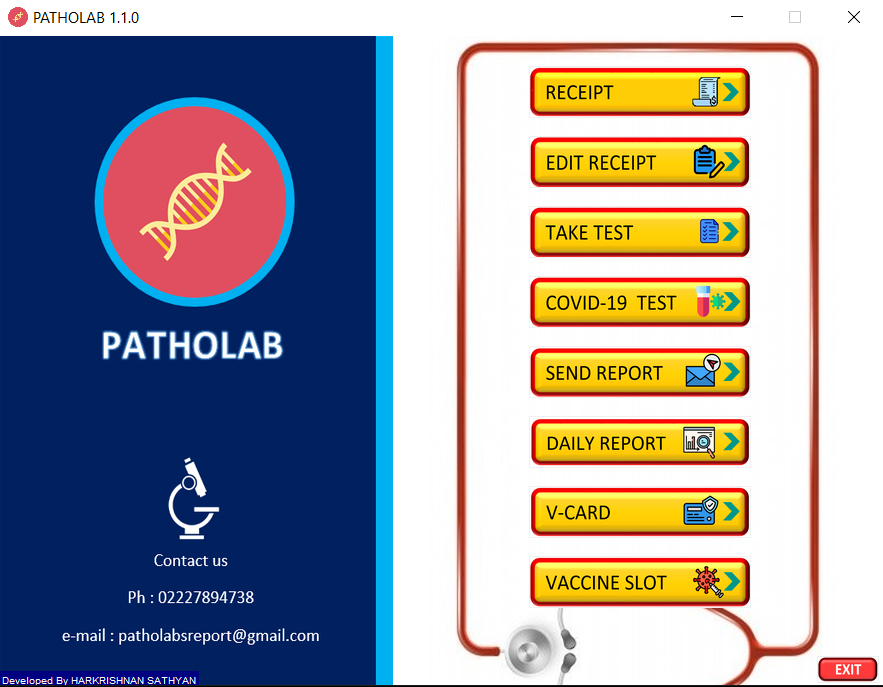 PATHOLAB 1.1.0
PATHOLAB
Contact us
Ph : 02227894738
e-mail : patholabsreport@gmail.com
Developed By HARKRISHNAN SATHYAN
RECEIPT
EDIT RECEIPT
TAKE TEST
COVID-19  TEST
SEND REPORT
DAILY REPORT
V-CARD
VACCINE SLOT
EXIT